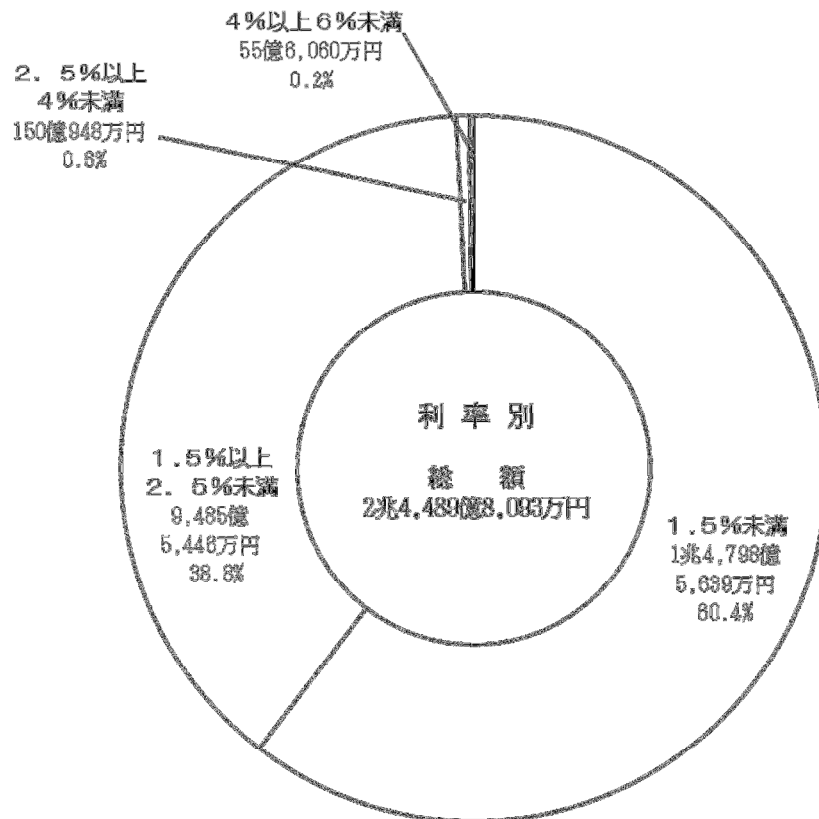 4%以上6%未満
55億6,060万円
0.2%
2.5%以上
4%未満
150億948万円
0.6%
利率別
総額
2兆4,489億8,093万円
1.5%以上
2.5%未満
9,485億
5,446万円
38.8%
1.5%未満
1兆4,798億
5,639万円
60.4%